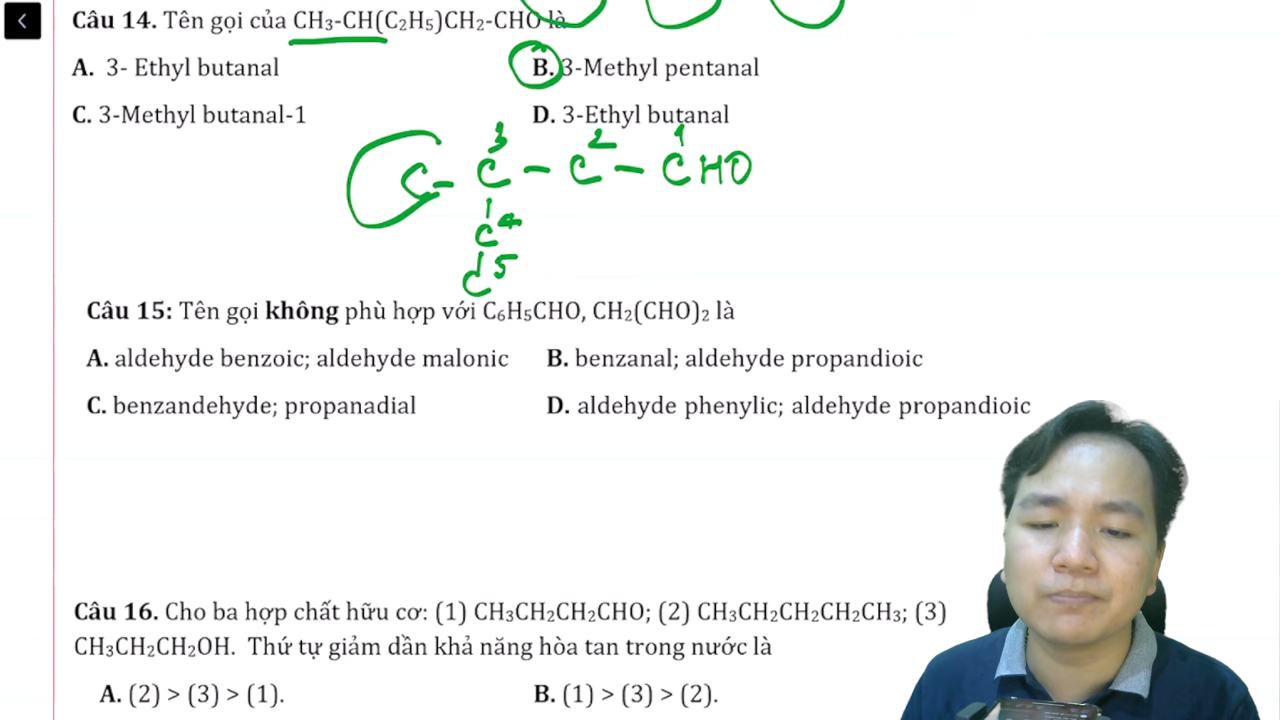 Câu 14. Tên gọi của CH₃-CH(C₂H₅)CH₂-CHO là
A. 3- Ethyl butanal
B. 3-Methyl pentanal
C. 3-Methyl butanal-1
D. 3-Ethyl butanal
3 2 1
C - C - C - CHO
C 4
C 5
Câu 15: Tên gọi không phù hợp với C₆H₅CHO, CH₂(CHO)₂ là
A. aldehyde benzoic; aldehyde malonic B. benzanal; aldehyde propandioic
C. benzandehyde; propanadial D. aldehyde phenylic; aldehyde propandioic
Câu 16. Cho ba hợp chất hữu cơ: (1) CH₃CH₂CH₂CHO; (2) CH₃CH₂CH₂CH₂CH₃; (3)
CH₃CH₂CH₂OH. Thứ tự giảm dần khả năng hòa tan trong nước là
A. (2) > (3) > (1). B. (1) > (3) > (2).